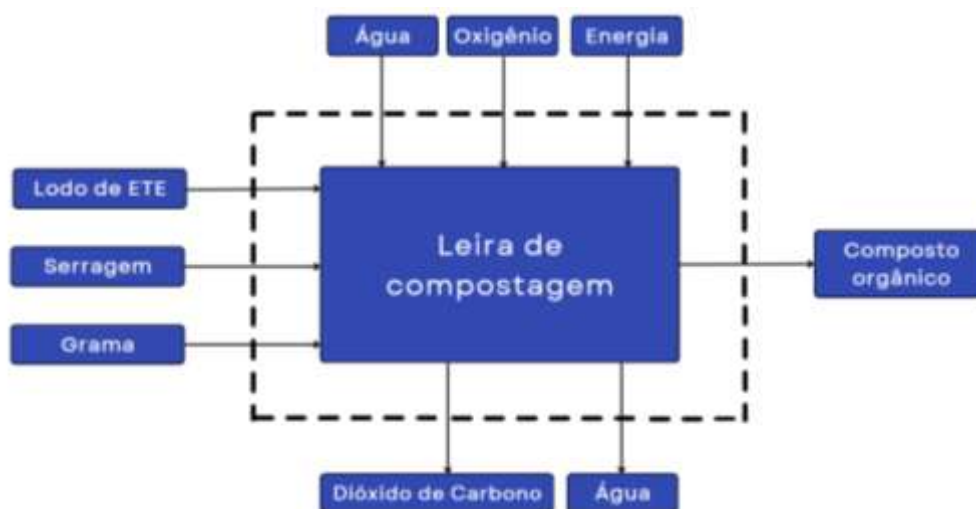 Água
Oxigênio
Energia
Lodo de ETE
Serragem
Grama
Leira de
compostagem
Composto
orgânico
Dióxido de Carbono
Água